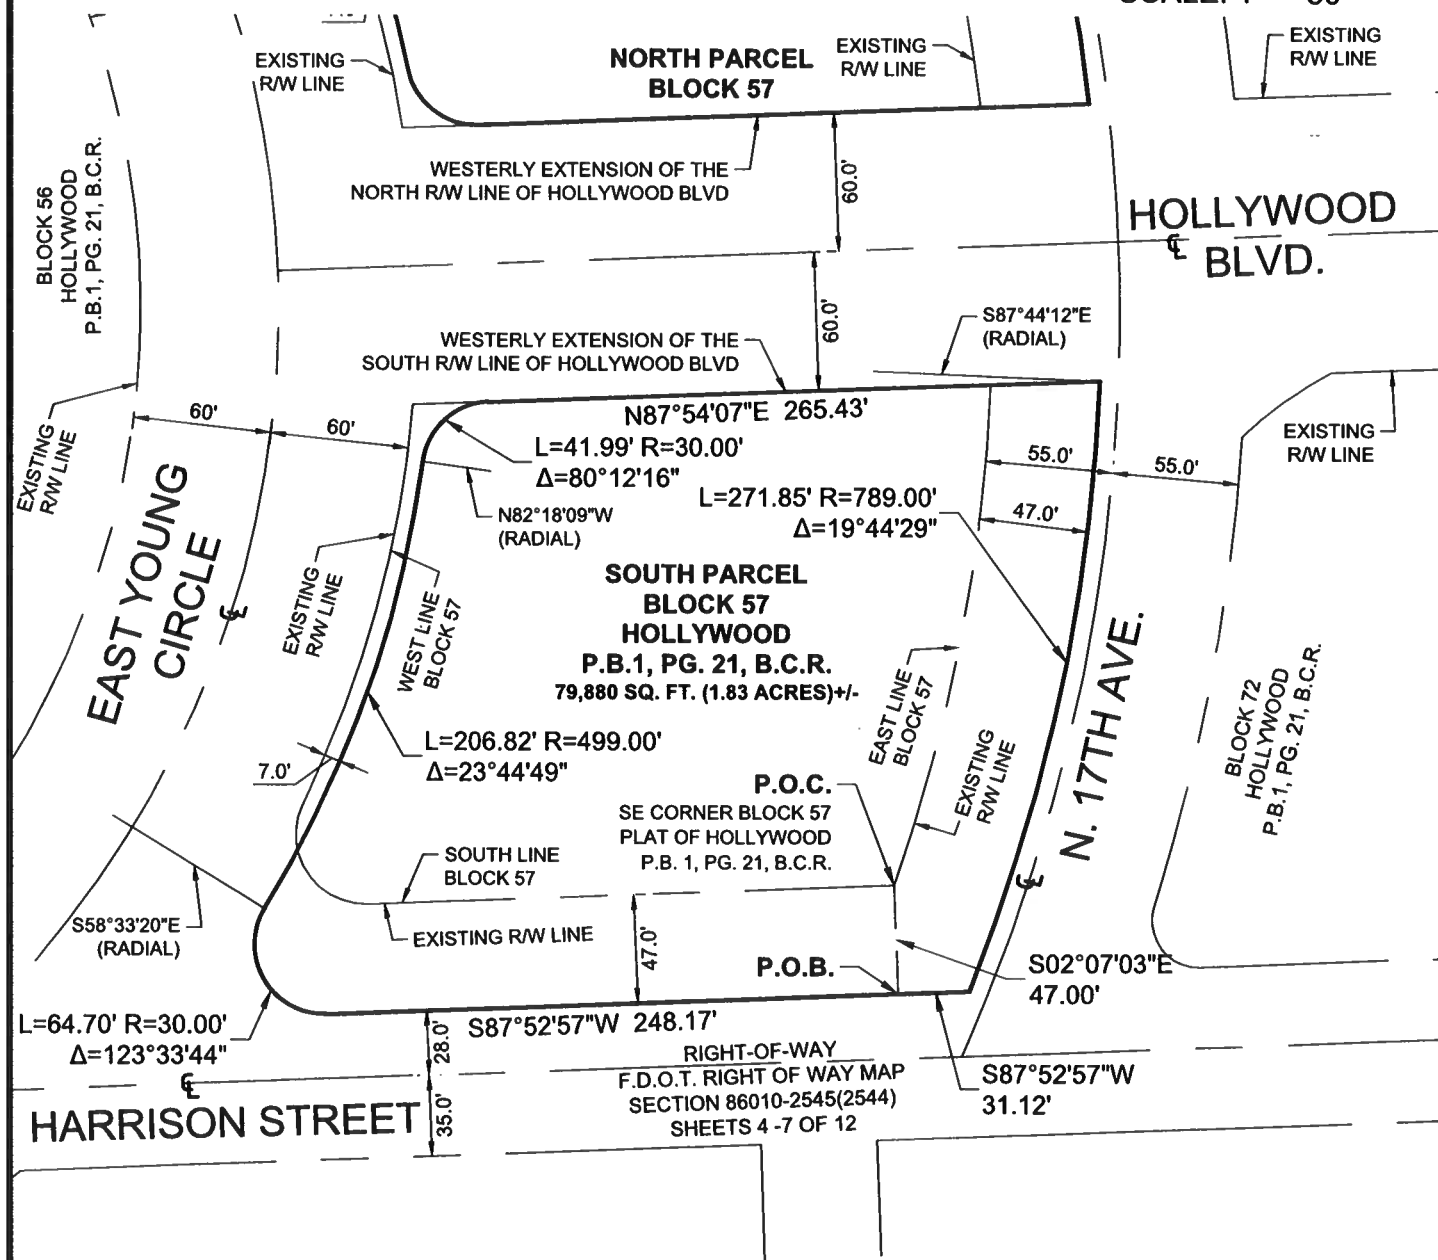 EXISTING
R/W LINE
NORTH PARCEL
BLOCK 57
EXISTING
R/W LINE
EXISTING
R/W LINE
BLOCK 56
HOLLYWOOD
P.B.1, PG. 21, B.C.R.
WESTERLY EXTENSION OF THE
NORTH R/W LINE OF HOLLYWOOD BLVD
60.0'
HOLLYWOOD
BLVD.
60.0'
S87°44'12"E
(RADIAL)
WESTERLY EXTENSION OF THE
SOUTH R/W LINE OF HOLLYWOOD BLVD
N87°54'07"E 265.43'
60'
60'
EXISTING
R/W LINE
L=41.99' R=30.00'
Δ=80°12'16"
N82°18'09"W
(RADIAL)
55.0'
55.0'
EXISTING
R/W LINE
L=271.85' R=789.00'
Δ=19°44'29"
47.0'
EAST YOUNG
CIRCLE
EXISTING
R/W LINE
WEST LINE
BLOCK 57
SOUTH PARCEL
BLOCK 57
HOLLYWOOD
P.B.1, PG. 21, B.C.R.
79,880 SQ. FT. (1.83 ACRES)+/-
EAST LINE
BLOCK 57
EXISTING
R/W LINE
N. 17TH AVE.
BLOCK 72
HOLLYWOOD
P.B.1, PG. 21, B.C.R.
L=206.82' R=499.00'
Δ=23°44'49"
7.0'
P.O.C.
SE CORNER BLOCK 57
PLAT OF HOLLYWOOD
P.B. 1, PG. 21, B.C.R.
SOUTH LINE
BLOCK 57
S58°33'20"E
(RADIAL)
EXISTING R/W LINE
47.0'
P.O.B.
S02°07'03"E
47.00'
L=64.70' R=30.00'
Δ=123°33'44"
S87°52'57"W 248.17'
28.0'
RIGHT-OF-WAY
F.D.O.T. RIGHT OF WAY MAP
SECTION 86010-2545(2544)
SHEETS 4 -7 OF 12
S87°52'57"W
31.12'
HARRISON STREET
35.0'